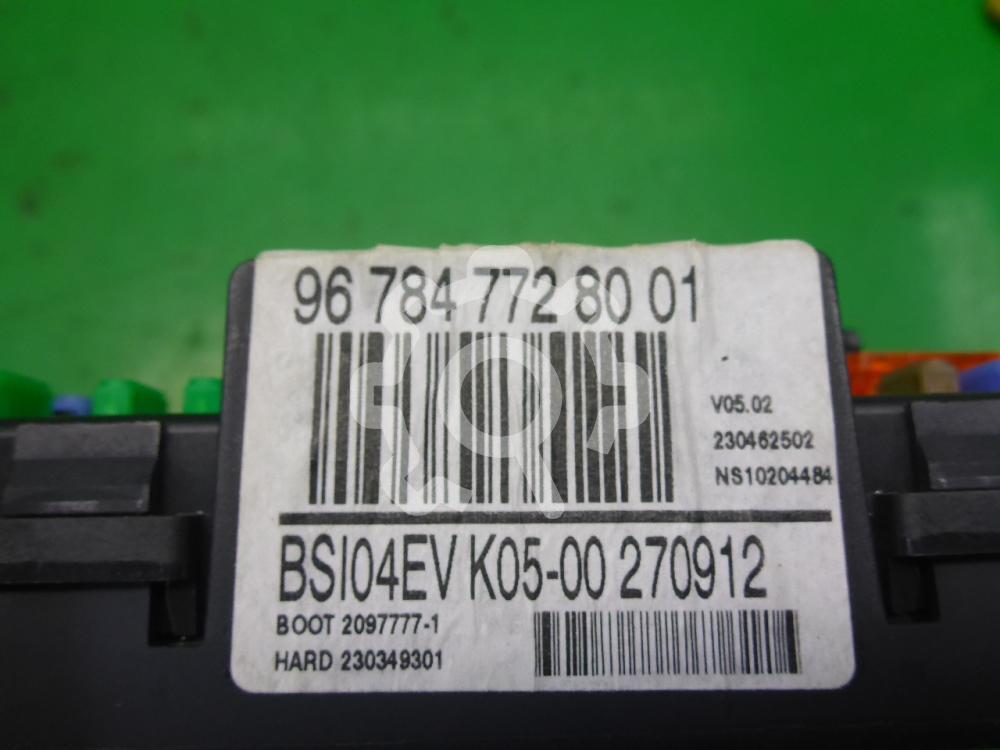 96 784 772 80 01
V05.02
230462502
NS10204484
BSI04EV K05-00 270912
BOOT 2097777-1
HARD 230349301